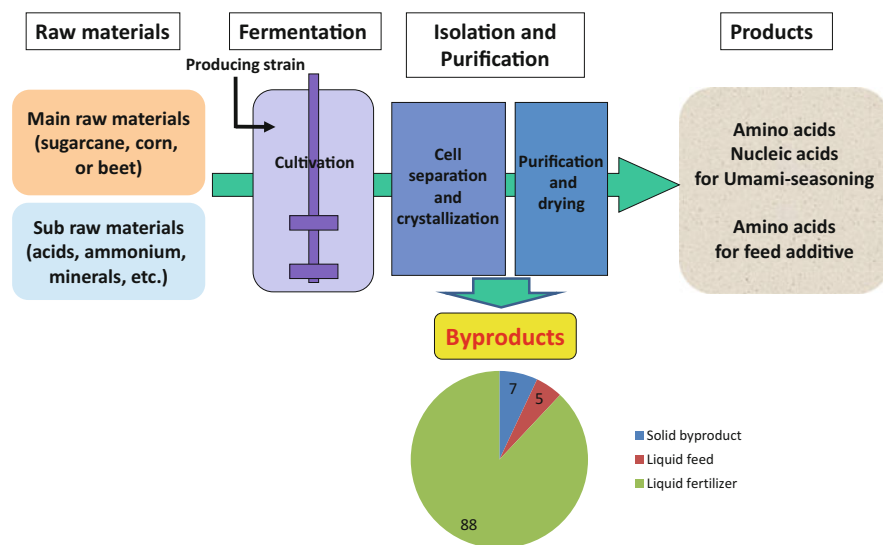 Raw materials
Fermentation
Isolation and
Purification
Products
Producing strain
Main raw materials
(sugarcane, corn,
or beet)
Sub raw materials
(acids, ammonium,
minerals, etc.)
Cultivation
Cell
separation
and
crystallization
Purification
and
drying
Amino acids
Nucleic acids
for Umami-seasoning
Amino acids
for feed additive
Byproducts
7
5
88
Solid byproduct
Liquid feed
Liquid fertilizer